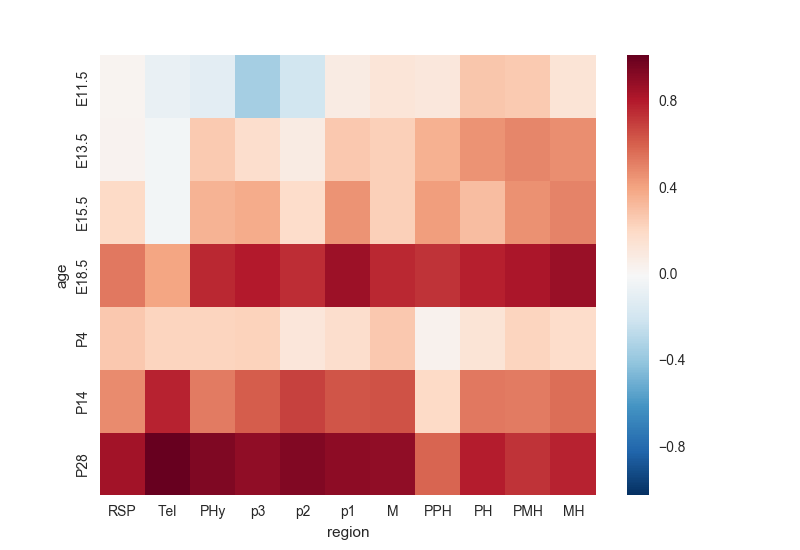 E11.5
E13.5
E15.5
E18.5
P4
P14
P28
age
RSP Tel PHy p3 p2 p1 M PPH PH PMH MH
region
0.8
0.4
0.0
−0.4
−0.8